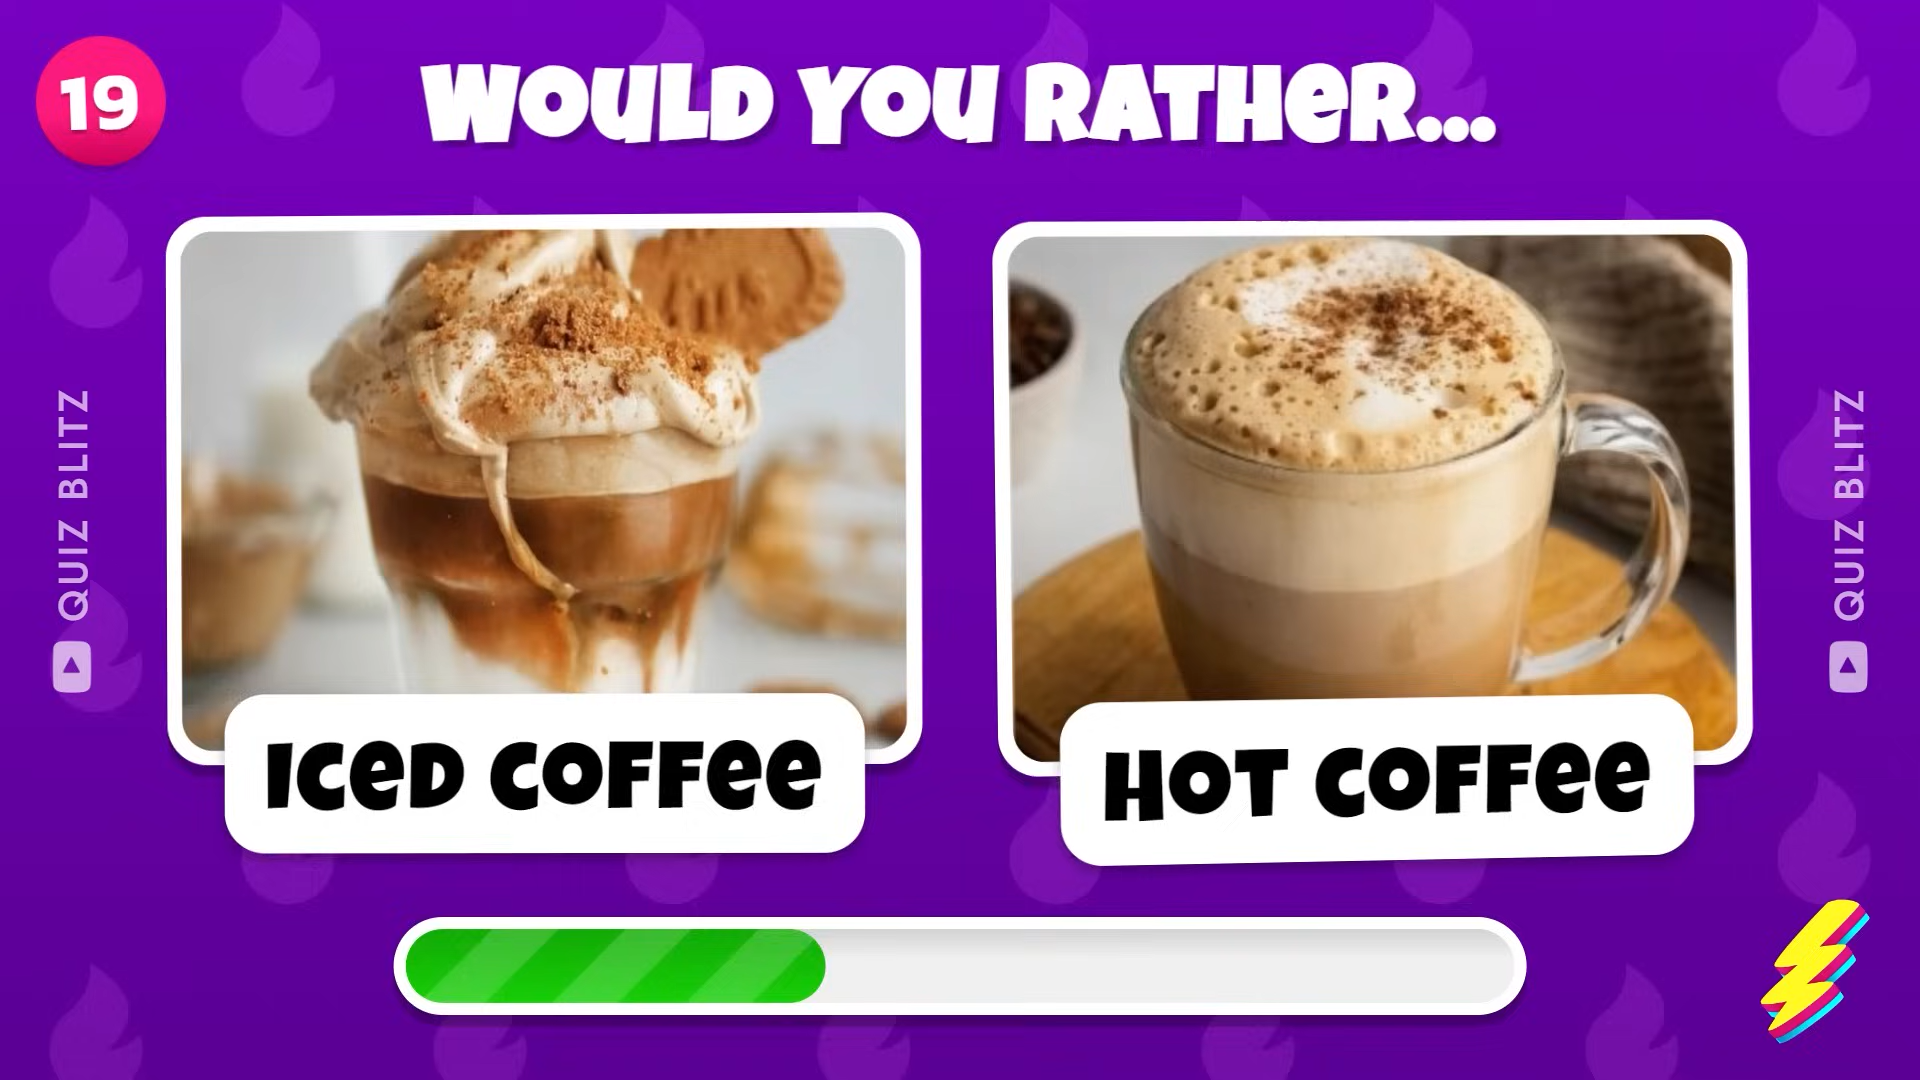 19
WOULD YOU RATHER...
QUIZ BLITZ
QUIZ BLITZ
ICED COFFEE
HOT COFFEE